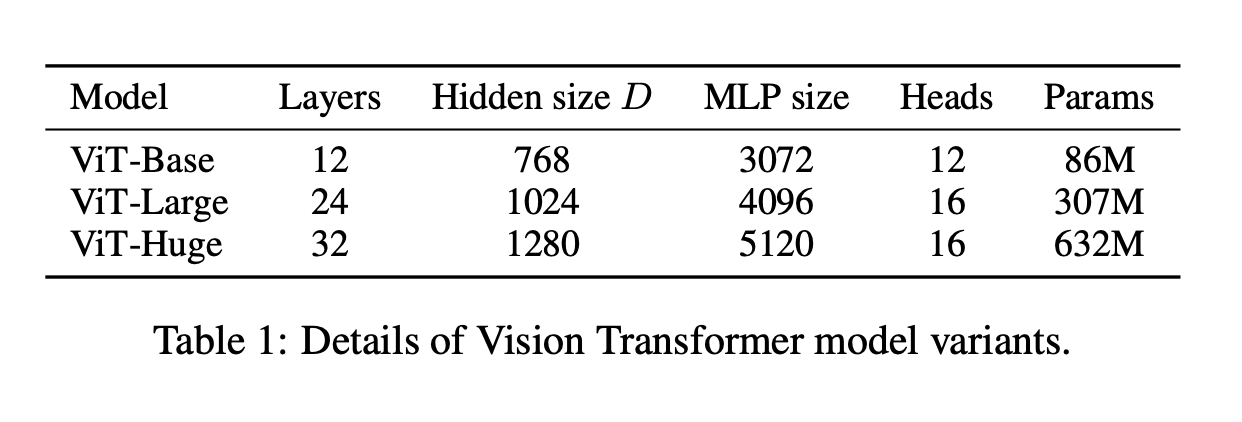 Model Layers Hidden size D MLP size Heads Params
ViT-Base 12 768 3072 12 86M
ViT-Large 24 1024 4096 16 307M
ViT-Huge 32 1280 5120 16 632M
Table 1: Details of Vision Transformer model variants.